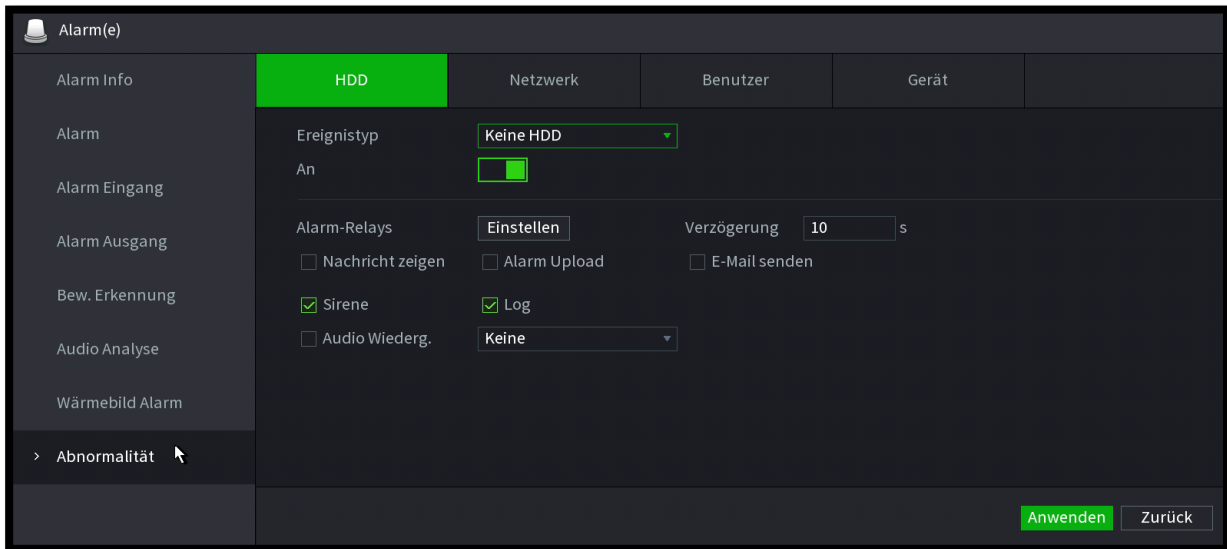 Alarm(e)
Alarm Info
Alarm
Alarm Eingang
Alarm Ausgang
Bew. Erkennung
Audio Analyse
Wärmebild Alarm
Abnormalität
HDD Netzwerk Benutzer Gerät
Ereignistyp Keine HDD
An
Alarm-Relays Einstellen Verzögerung 10 s
Nachricht zeigen Alarm Upload E-Mail senden
Sirene Log
Audio Wiederg. Keine
Anwenden Zurück